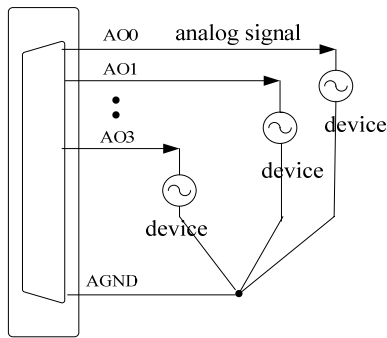 AO0 analog signal
AO1
device
AO3
device
device
AGND